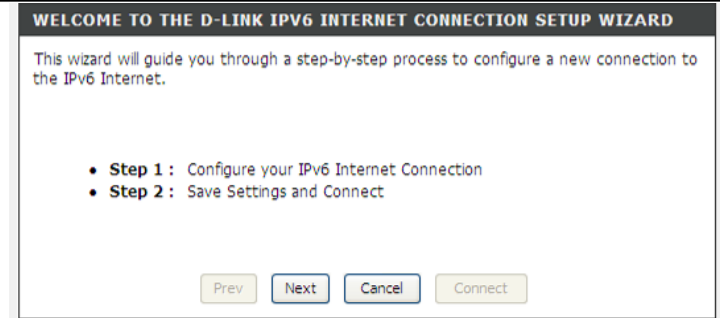 WELCOME TO THE D-LINK IPV6 INTERNET CONNECTION SETUP WIZARD
This wizard will guide you through a step-by-step process to configure a new connection to
the IPv6 Internet.
• Step 1 : Configure your IPv6 Internet Connection
• Step 2 : Save Settings and Connect
Prev Next Cancel Connect